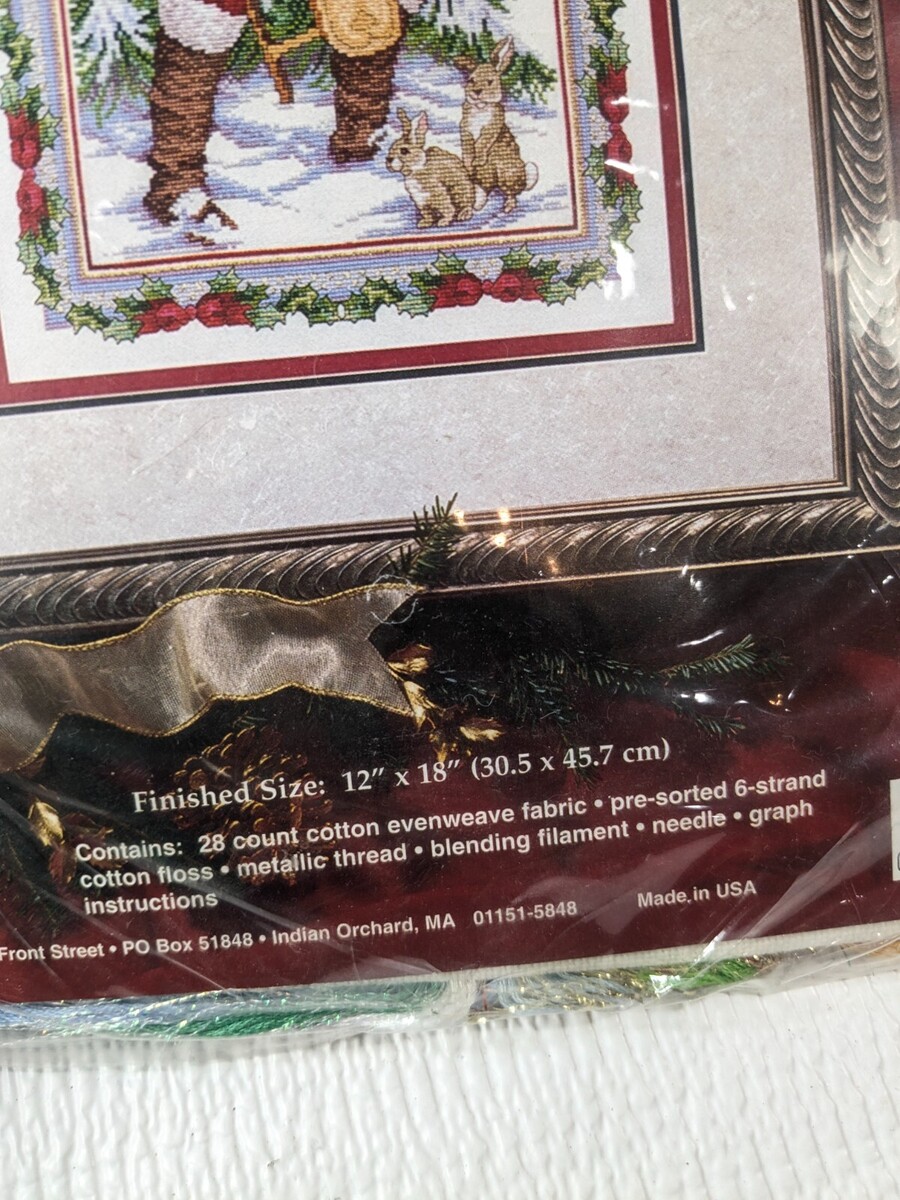 Finished Size: 12" x 18" (30.5 x 45.7 cm)
Contains: 28 count cotton evenweave fabric • pre-sorted 6-strand
cotton floss • metallic thread • blending filament • needle • graph
instructions
Front Street • PO Box 51848 • Indian Orchard, MA 01151-5848 Made in USA